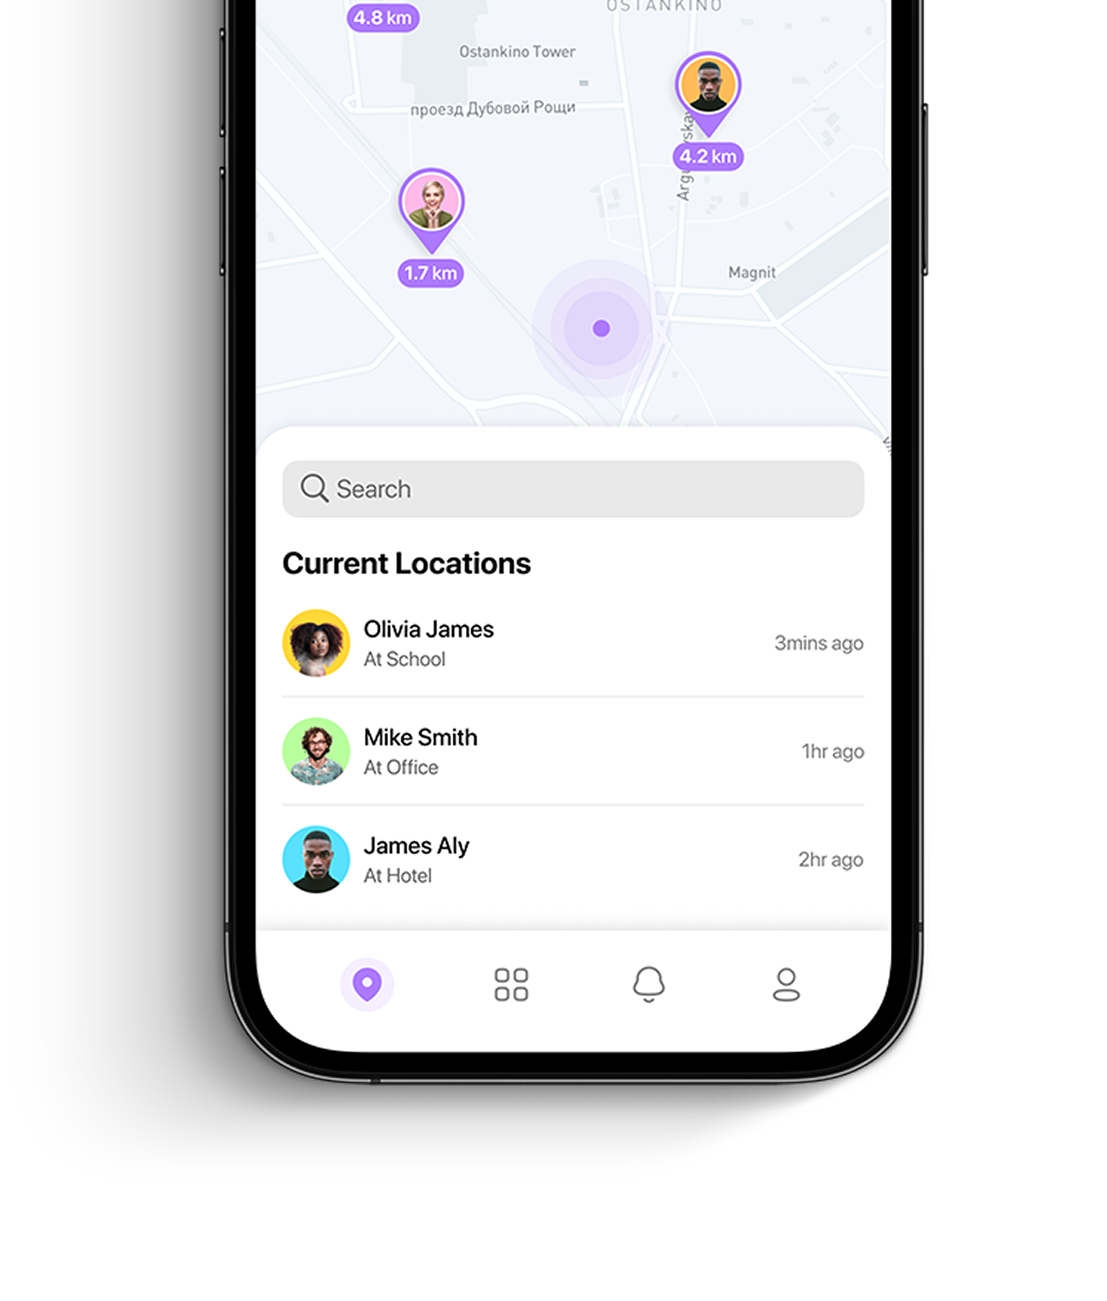 OSTANKINO
4.8 km
Ostankino Tower
проезд Дубовой Рощи
4.2 km
1.7 km
Magnit
Search
Current Locations
Olivia James
At School
3mins ago
Mike Smith
At Office
1hr ago
James Aly
At Hotel
2hr ago